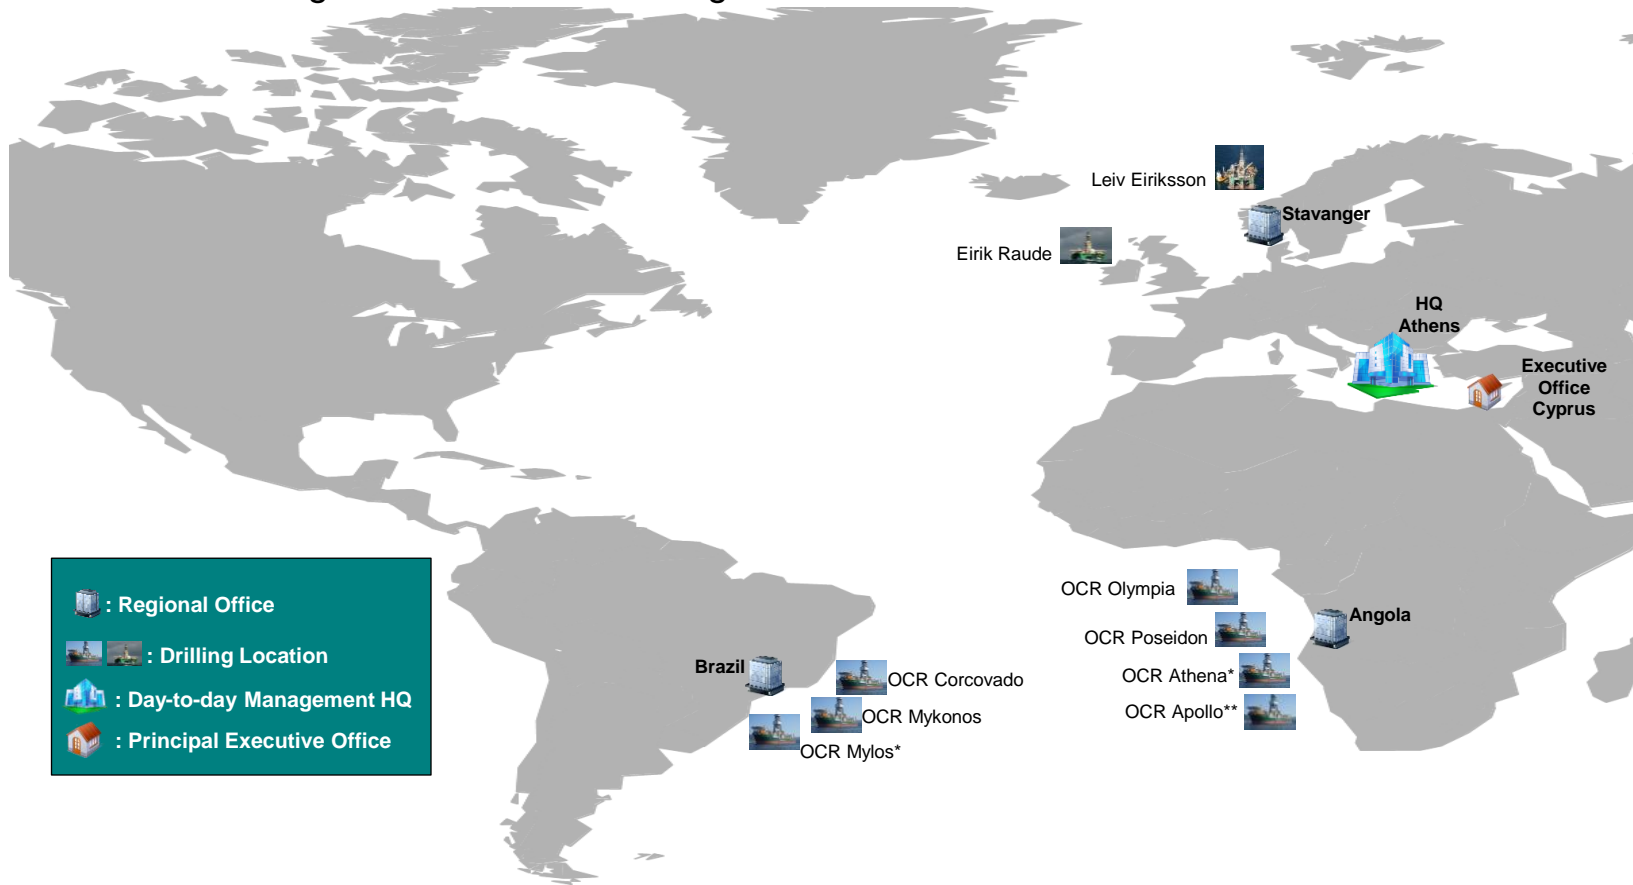 Leiv Eiriksson
Stavanger
Eirik Raude
HQ
Athens
Executive
Office
Cyprus
OCR Olympia
Angola
OCR Poseidon
OCR Athena*
OCR Apollo**
Brazil
OCR Corcovado
OCR Mykonos
OCR Mylos*
: Regional Office
: Drilling Location
: Day-to-day Management HQ
: Principal Executive Office